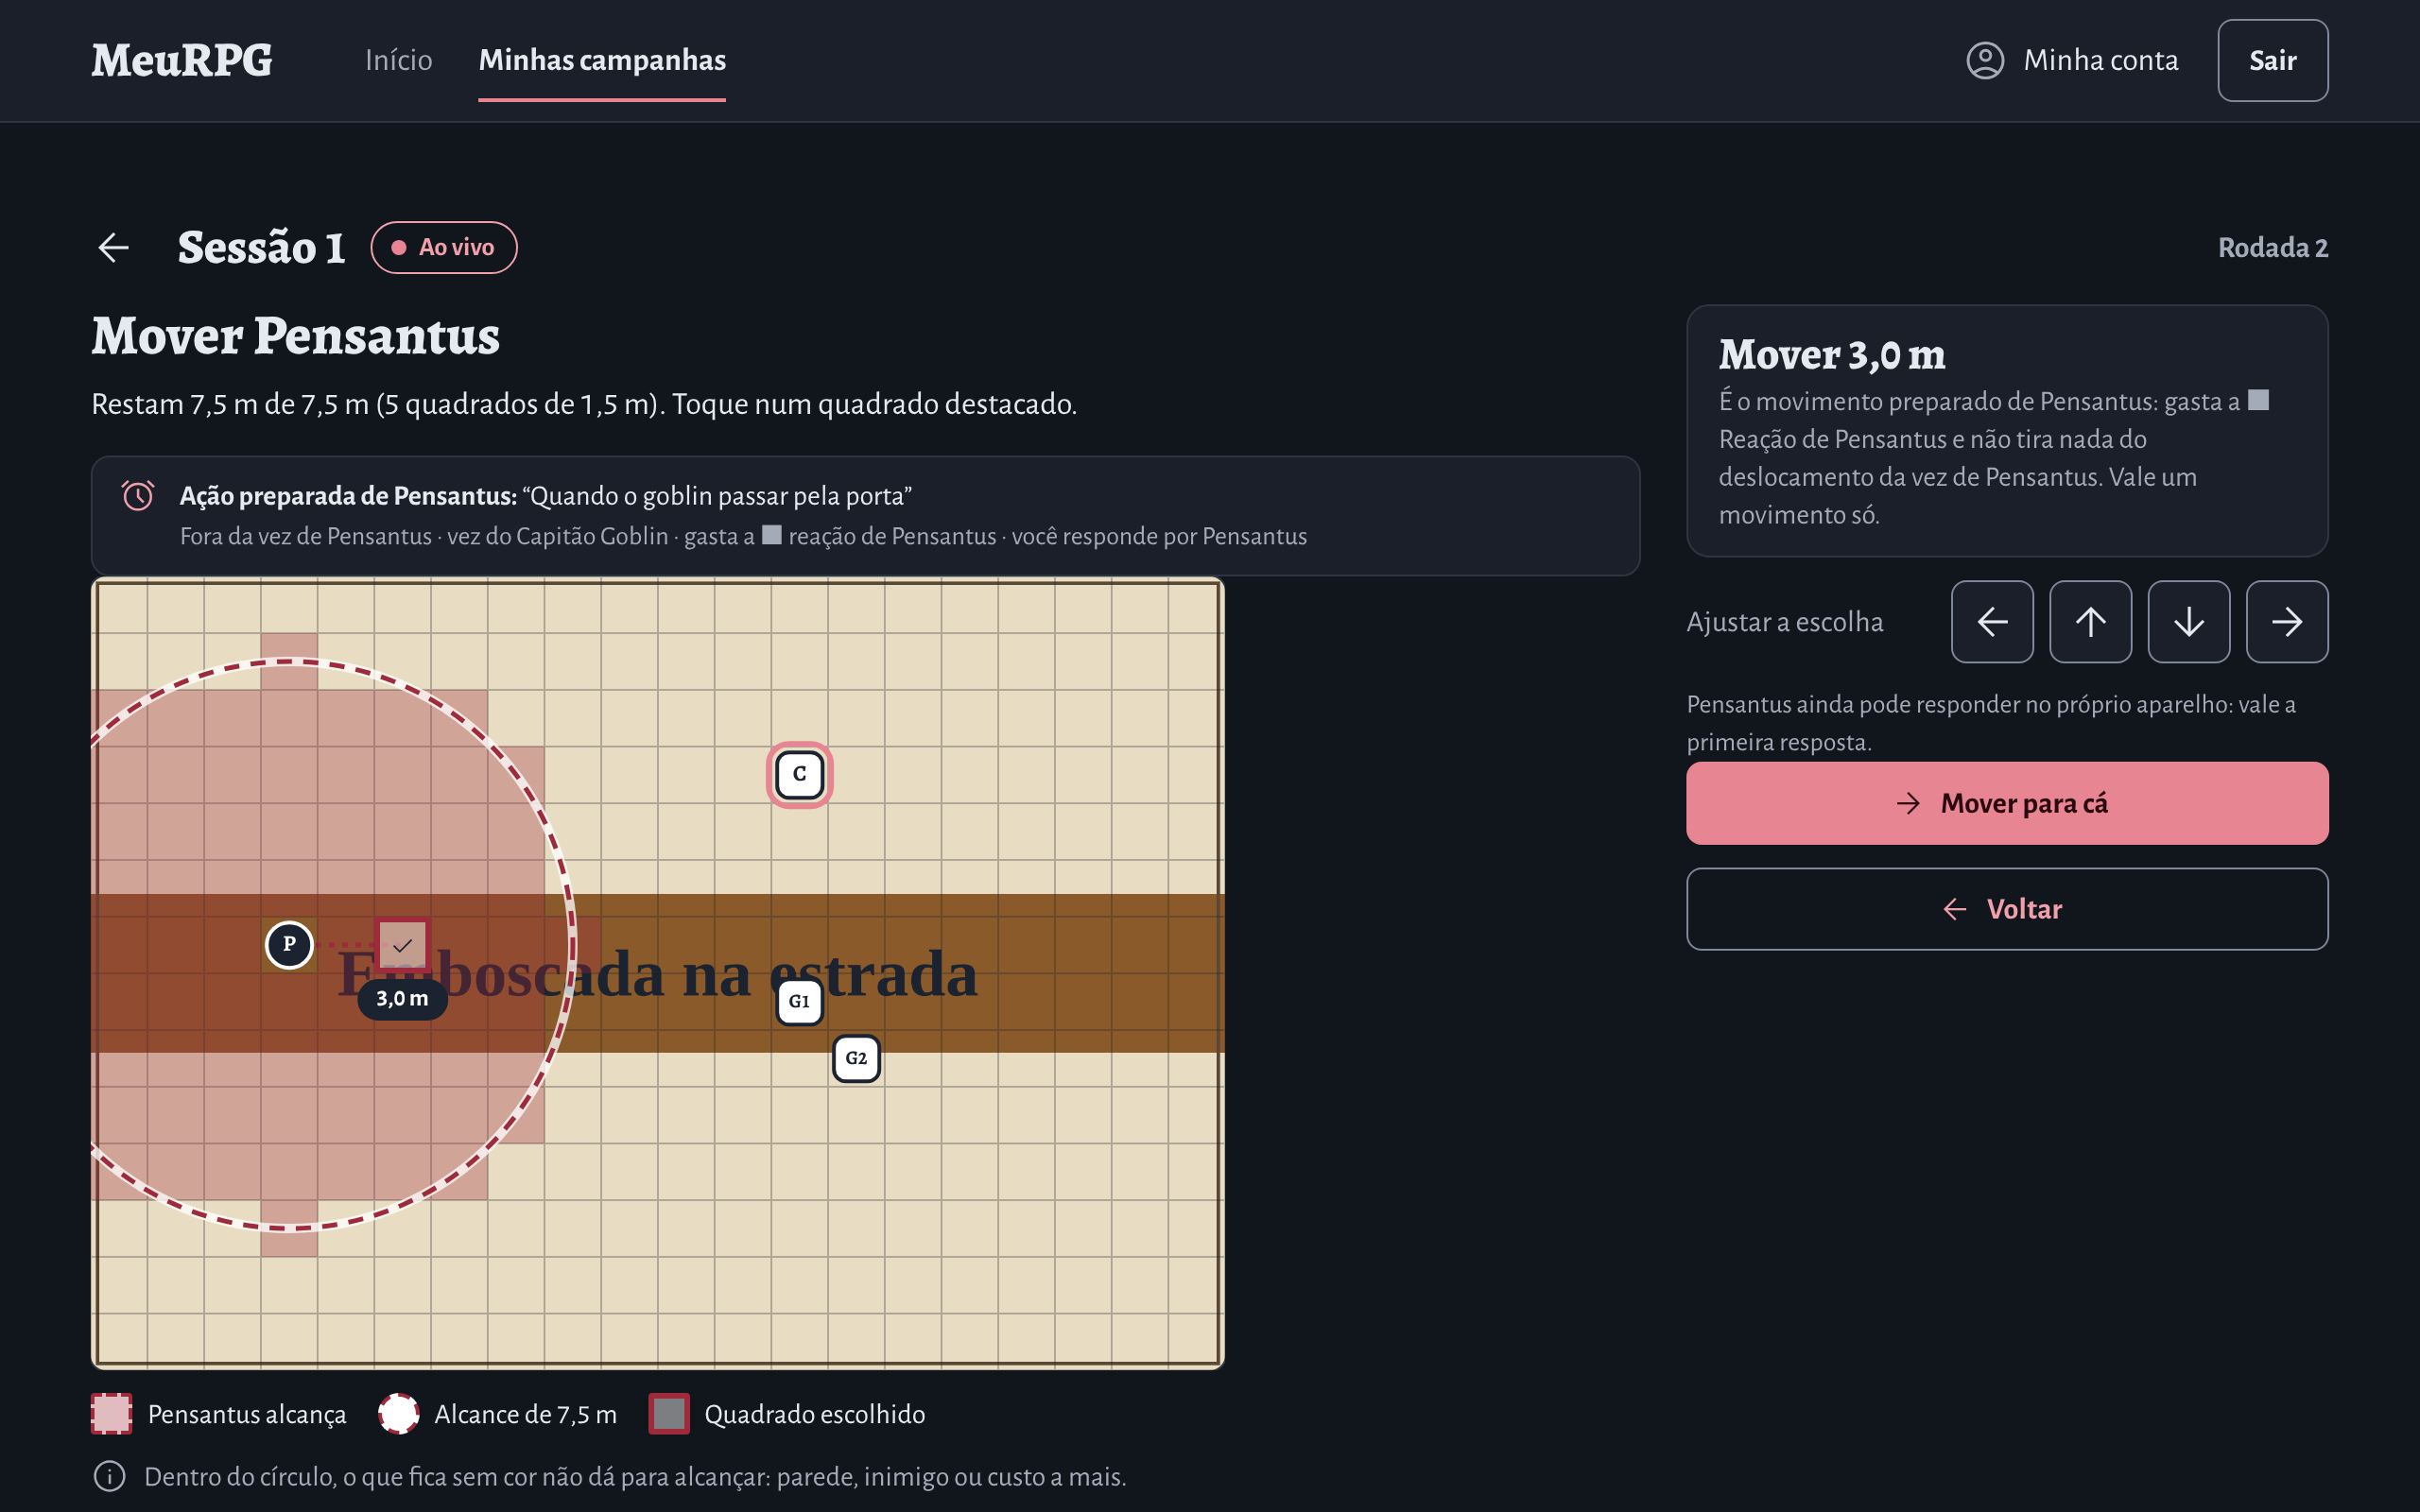 MeuRPG
Início
Minhas campanhas
Minha conta
Sair
Sessão 1
Ao vivo
Rodada 2
Mover Pensantus
Restam 7,5 m de 7,5 m (5 quadrados de 1,5 m). Toque num quadrado destacado.
Ação preparada de Pensantus: “Quando o goblin passar pela porta”
Fora da vez de Pensantus · vez do Capitão Goblin · gasta a ■ reação de Pensantus · você responde por Pensantus
C
P
Emboscada na estrada
3,0 m
G1
G2
Pensantus alcança
Alcance de 7,5 m
Quadrado escolhido
Dentro do círculo, o que fica sem cor não dá para alcançar: parede, inimigo ou custo a mais.
Mover 3,0 m
É o movimento preparado de Pensantus: gasta a ■
Reação de Pensantus e não tira nada do
deslocamento da vez de Pensantus. Vale um
movimento só.
Ajustar a escolha
Pensantus ainda pode responder no próprio aparelho: vale a
primeira resposta.
Mover para cá
Voltar